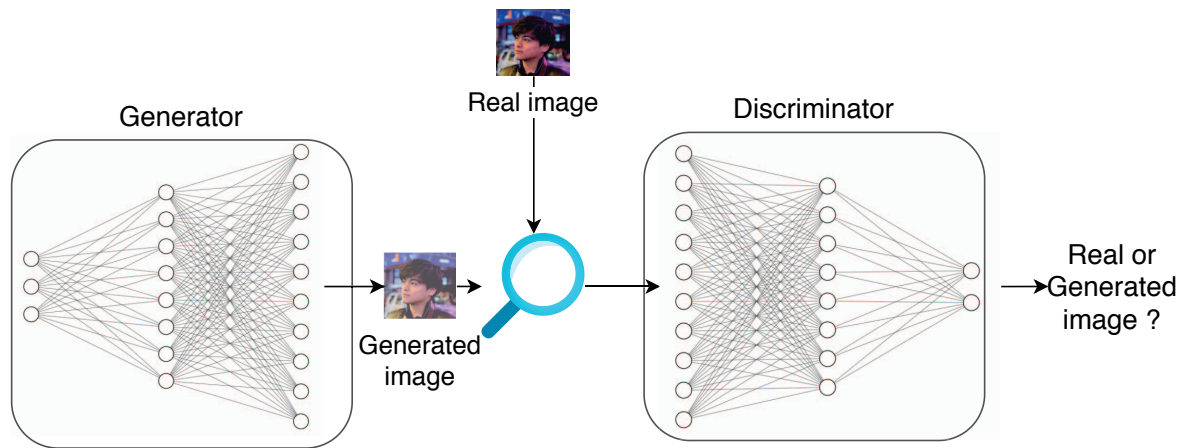 Generator
Real image
Discriminator
Generated
image
Real or
Generated
image ?